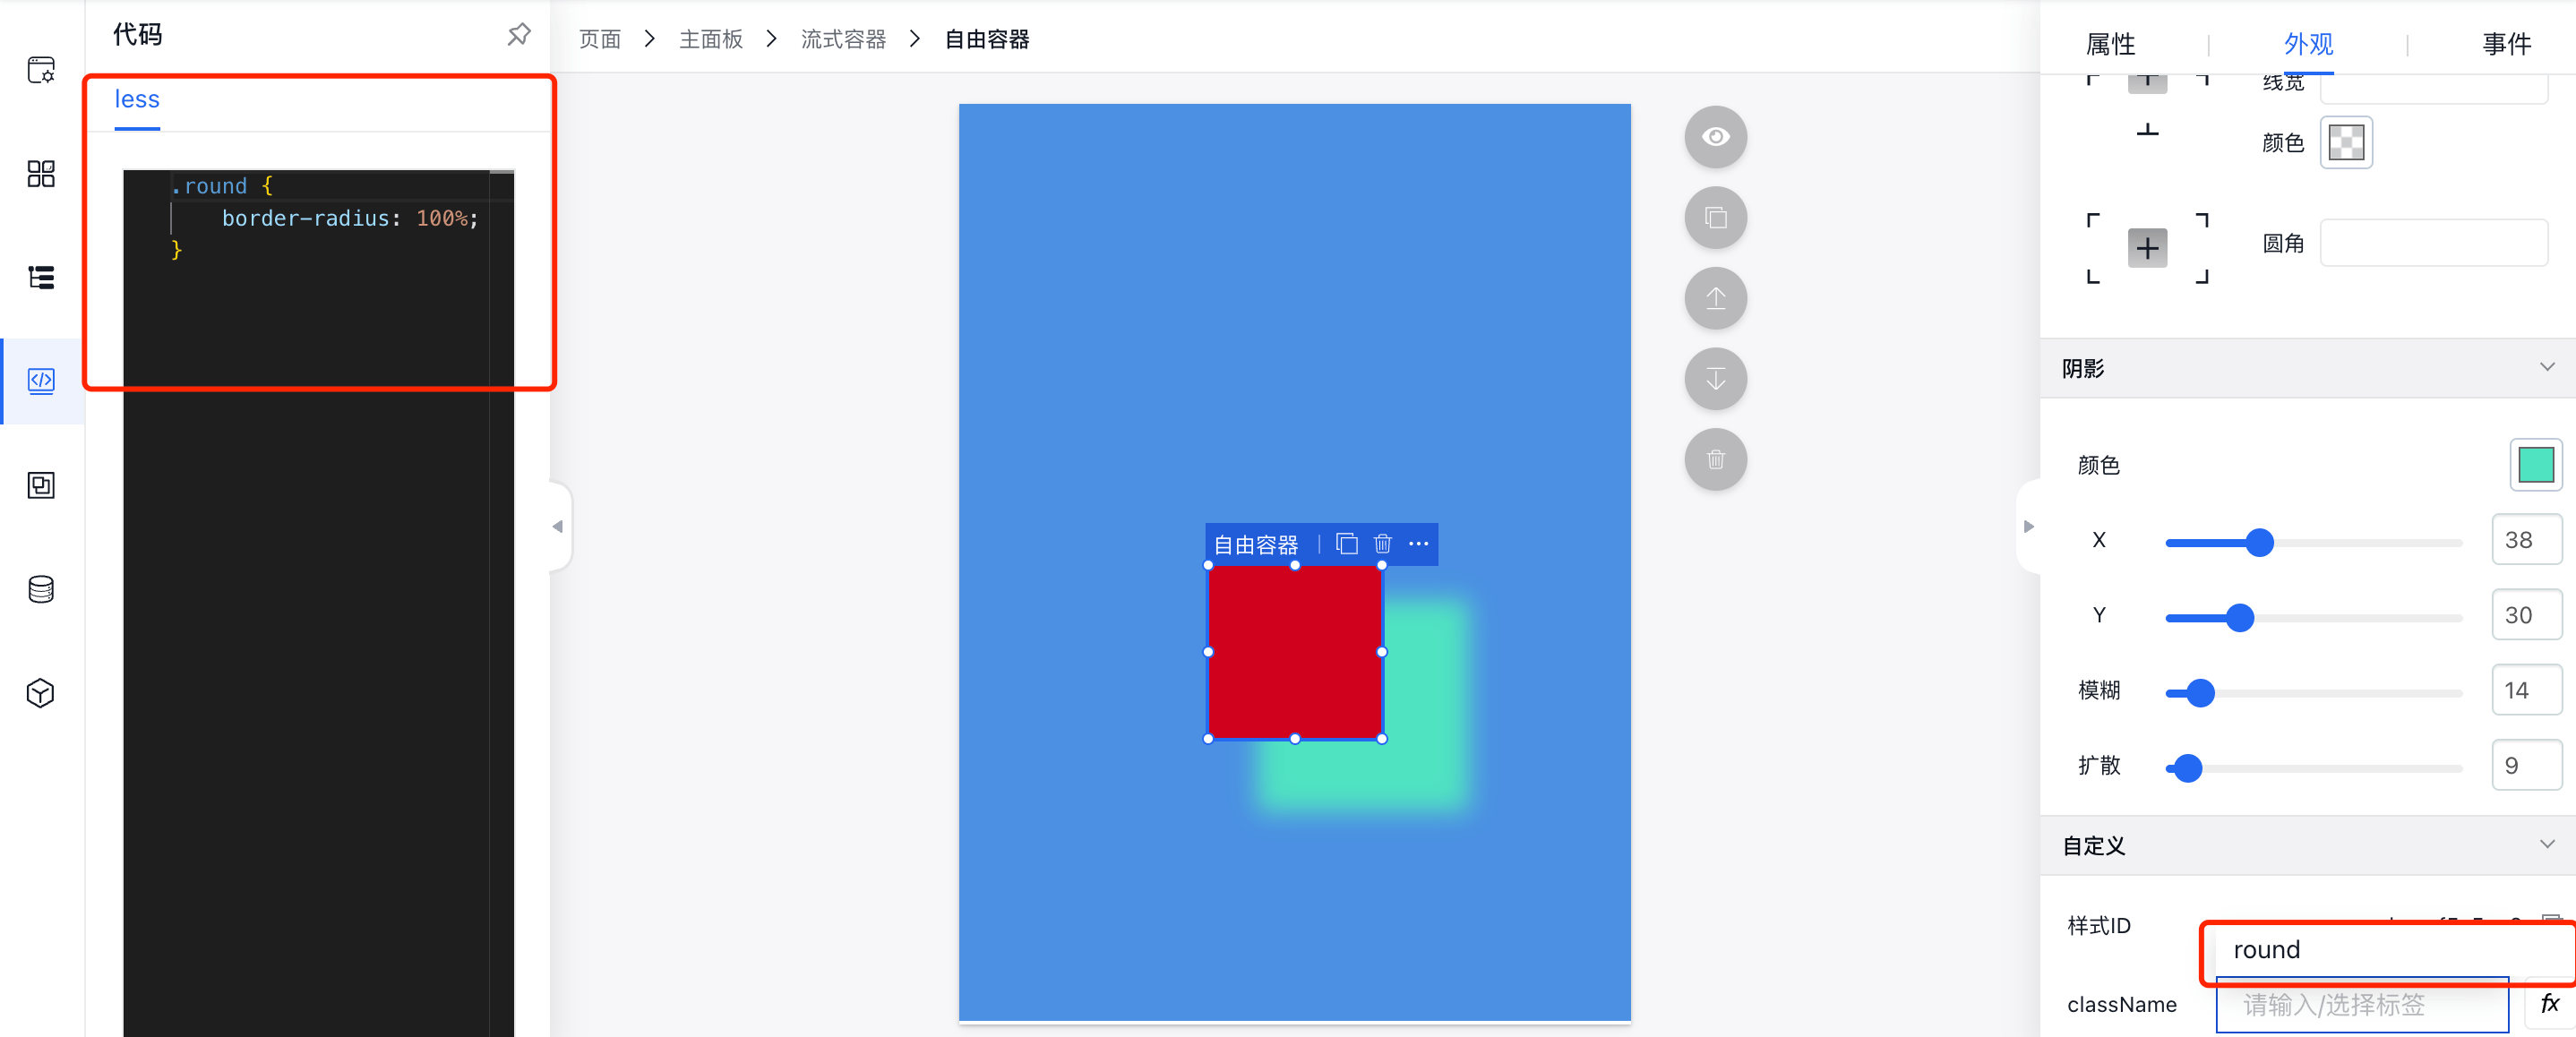 代码
less
.round {
border-radius: 100%;
}
页面
主面板
流式容器
自由容器
自由容器
属性
外观
事件
线宽
颜色
圆角
阴影
颜色
X
38
Y
30
模糊
14
扩散
9
自定义
样式ID
round
className
请输入/选择标签
fx